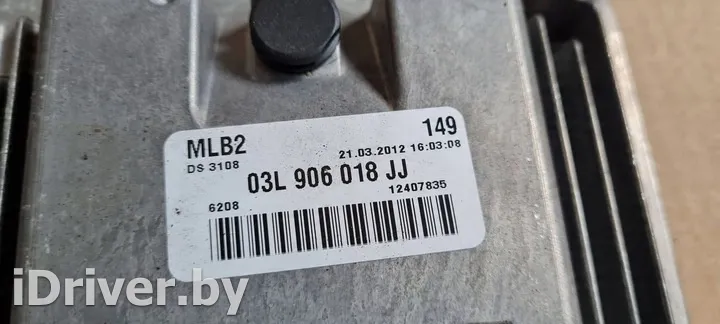 MLB2 149
DS 3108 21.03.2012 16:03:08
03L 906 018 JJ
6208 12407835
iDriver.by